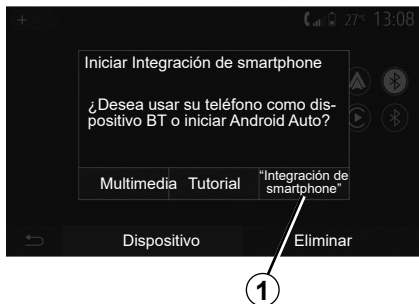 + 27°C 13:08
Iniciar Integración de smartphone
¿Desea usar su teléfono como dis-
positivo BT o iniciar Android Auto?
Multimedia Tutorial "Integración de
smartphone"
Dispositivo Eliminar
1